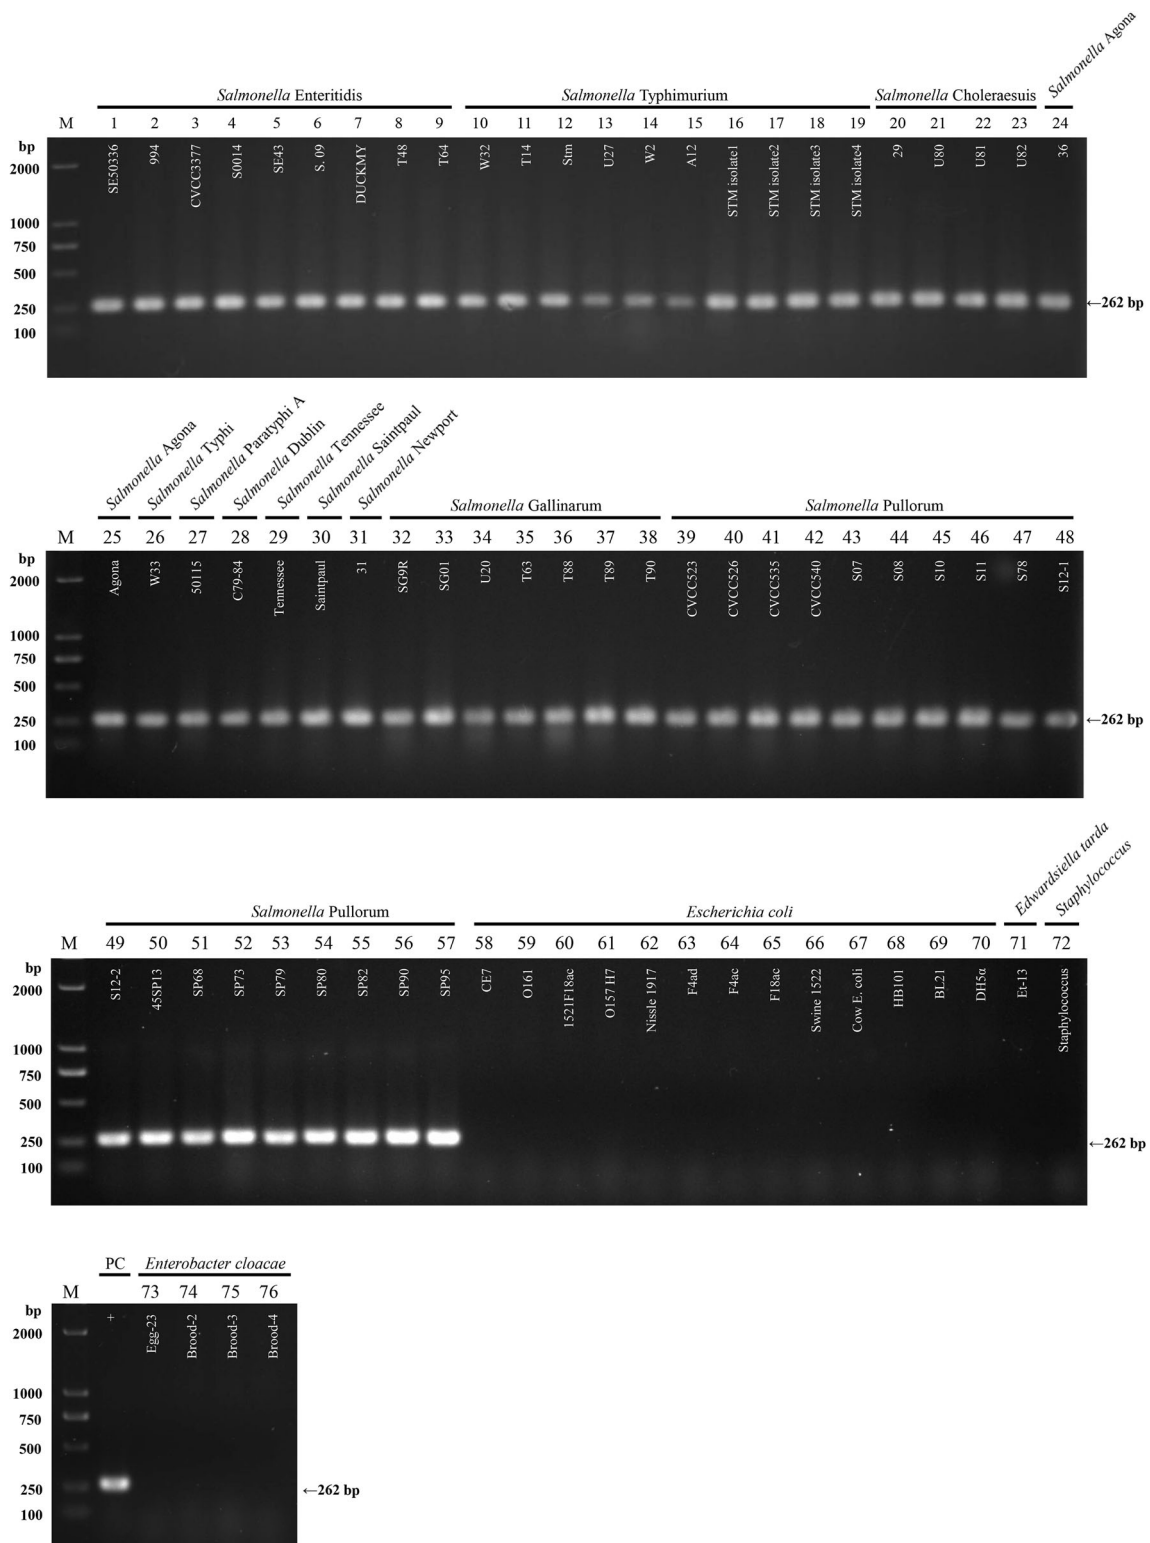 Salmonella Enteritidis Salmonella Typhimurium Salmonella Choleraesuis Salmonella Agona
M 1 2 3 4 5 6 7 8 9 10 11 12 13 14 15 16 17 18 19 20 21 22 23 24
bp
SE50336 994 CVCC3377 S0014 SE43 S. 09 DUCKMY T48 T64 W32 T14 Stm U27 W2 A12 STM isolate1 STM isolate2 STM isolate3 STM isolate4 29 U80 U81 U82 36
2000
1000
750
500
250 ←262 bp
100
Salmonella Agona Salmonella Typhi Salmonella Paratyphi A Salmonella Dublin Salmonella Tennessee Salmonella Saintpaul Salmonella Newport Salmonella Gallinarum Salmonella Pullorum
M 25 26 27 28 29 30 31 32 33 34 35 36 37 38 39 40 41 42 43 44 45 46 47 48
bp
Agona W33 50115 C79-84 Tennessee Saintpaul 31 SG9R SG01 U20 T63 T88 T89 T90 CVCC523 CVCC526 CVCC535 CVCC540 S07 S08 S10 S11 S78 S12-1
2000
1000
750
500
250 ←262 bp
100
Salmonella Pullorum Escherichia coli Edwardsiella tarda Staphylococcus
M 49 50 51 52 53 54 55 56 57 58 59 60 61 62 63 64 65 66 67 68 69 70 71 72
bp
S12-2 45SP13 SP68 SP73 SP79 SP80 SP82 SP90 SP95 CE7 O161 1521F18ac O157 H7 Nissle 1917 F4ad F4ac F18ac Swine 1522 Cow E. coli HB101 BL21 DH5α Et-13 Staphylococcus
2000
1000
750
500
250 ←262 bp
100
PC Enterobacter cloacae
M 73 74 75 76
bp
+ Egg-23 Brood-2 Brood-3 Brood-4
2000
1000
750
500
250 ←262 bp
100